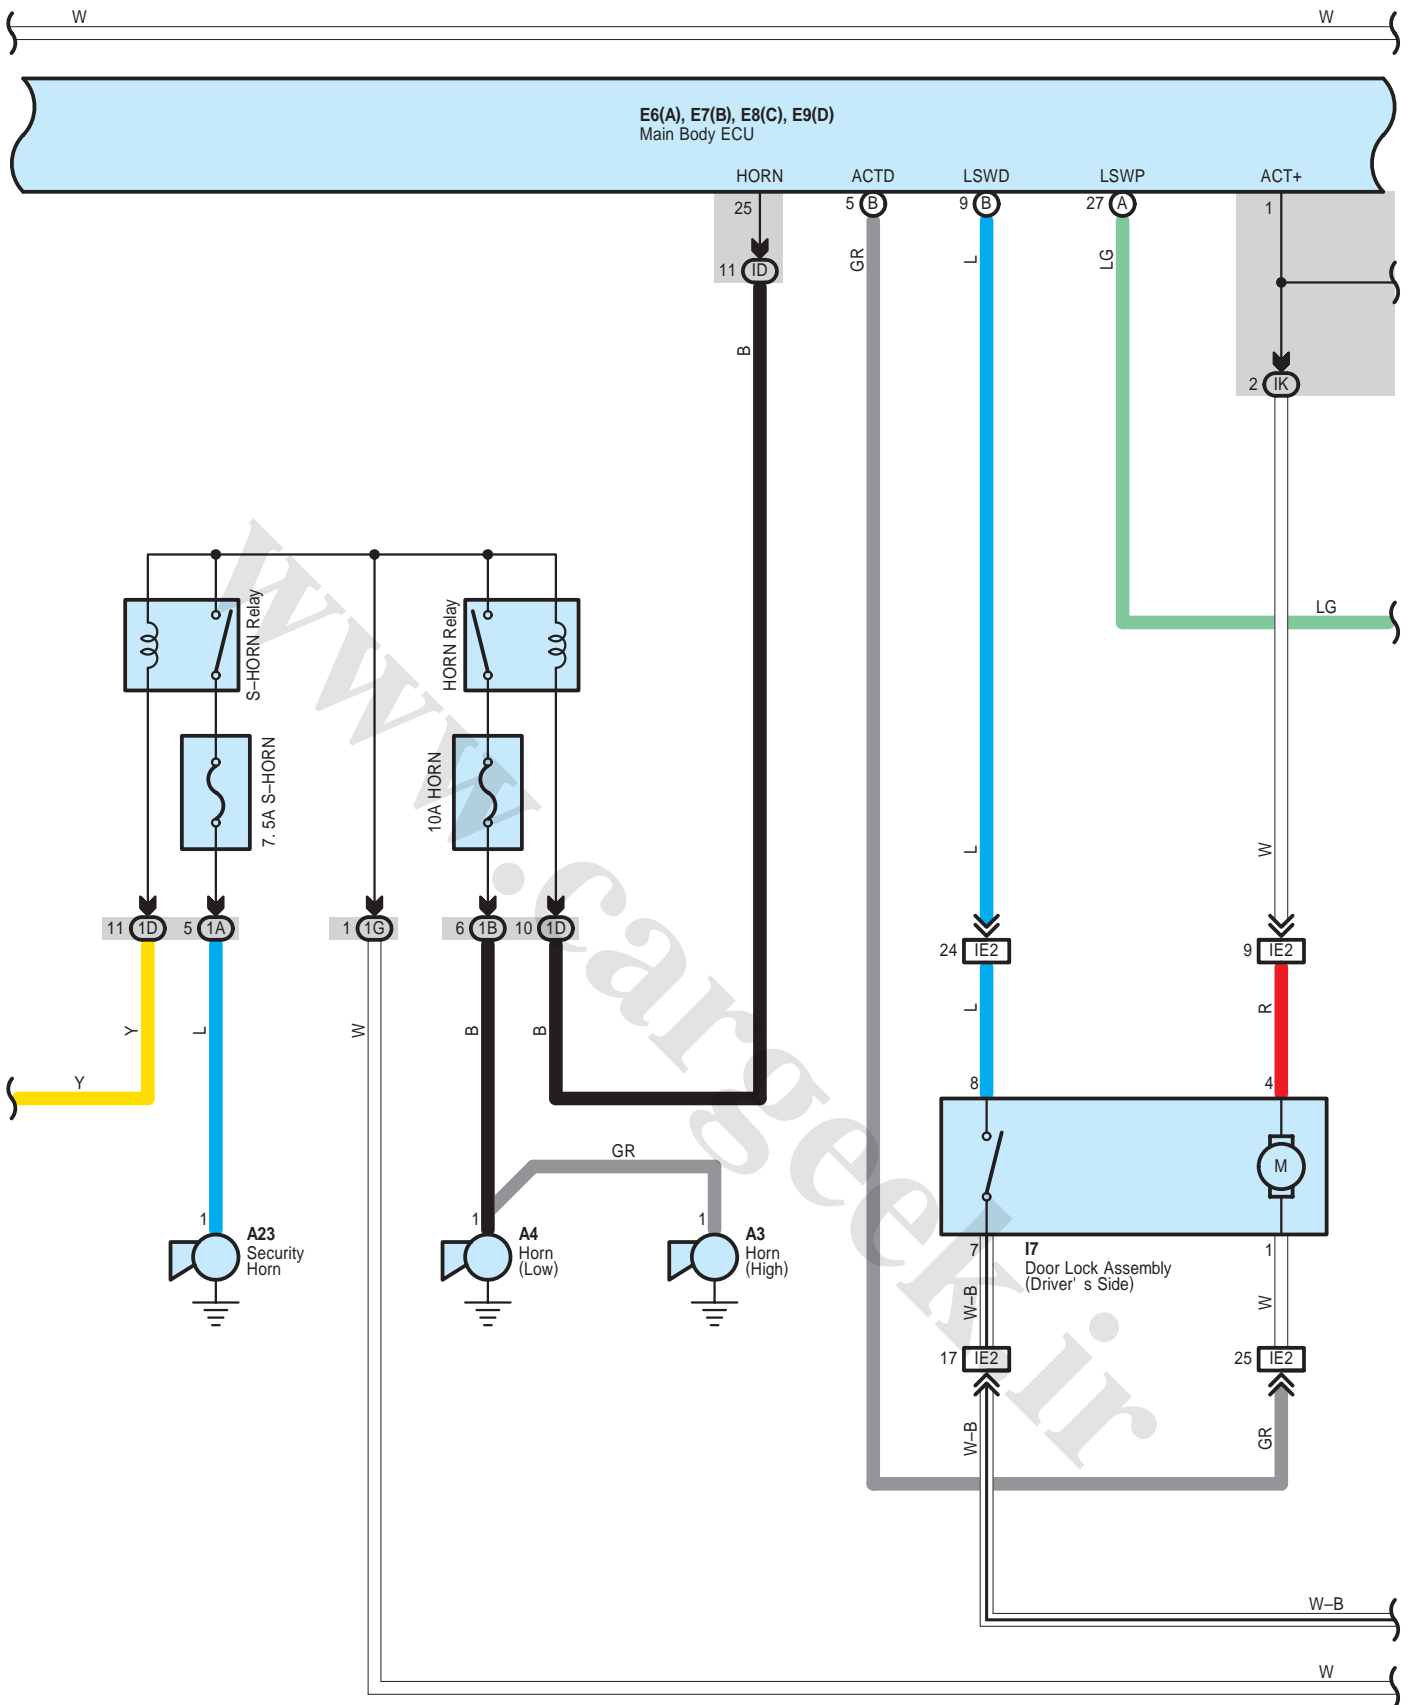 W W
E6(A), E7(B), E8(C), E9(D)
Main Body ECU
HORN ACTD LSWD LSWP ACT+
25 5 B 9 B 27 A 1
11 ID
GR L LG
B
2 IK
S–HORN Relay
HORN Relay
LG
7. 5A S–HORN
10A HORN
L W
11 1D 5 1A 1 1G 6 1B 10 1D
24 IE2 9 IE2
Y L W B B L R
Y
8 4
M
GR
1 A23
Security
Horn
1 A4
Horn
(Low)
1 A3
Horn
(High)
7 I7 1
Door Lock Assembly
(Driver' s Side)
W–B W
17 IE2 25 IE2
W–B GR
W–B
W
www.cargeek.ir